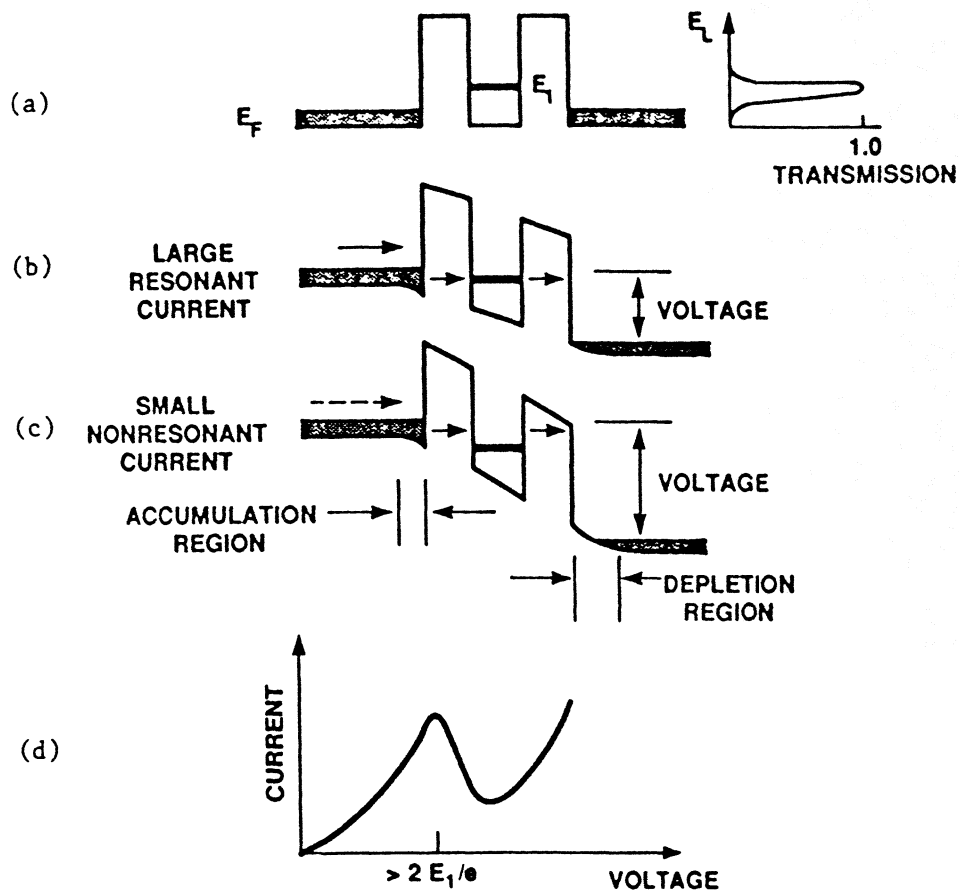 (a)
E_F
E_1
E_L
1.0
TRANSMISSION
(b)
LARGE
RESONANT
CURRENT
VOLTAGE
(c)
SMALL
NONRESONANT
CURRENT
VOLTAGE
ACCUMULATION
REGION
DEPLETION
REGION
(d)
CURRENT
> 2 E_1/e
VOLTAGE